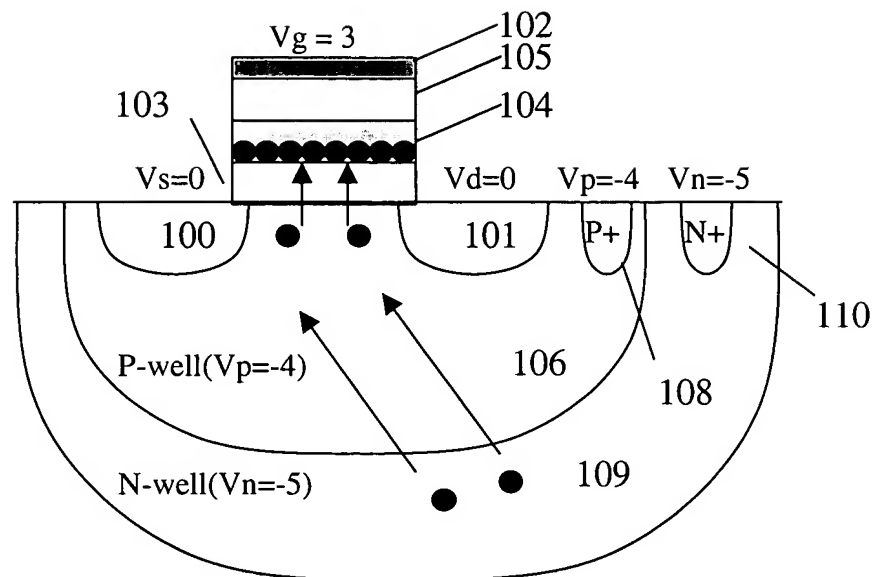 102
Vg = 3
105
104
103
Vs=0
Vd=0
Vp=-4
Vn=-5
100
101
P+
N+
110
P-well(Vp=-4)
106
108
N-well(Vn=-5)
109